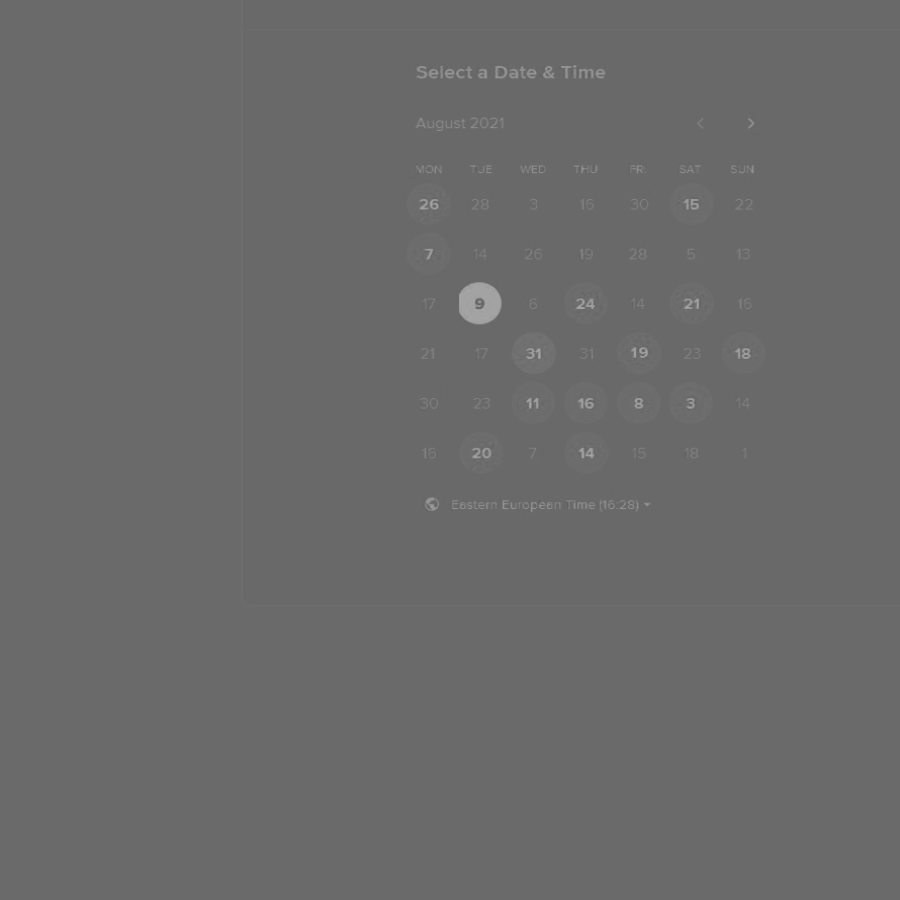 Select a Date & Time
August 2021
MON TUE WED THU FRI SAT SUN
26 28 3 16 30 15 22
7 14 26 19 28 5 13
17 9 6 24 14 21 16
21 17 31 31 19 23 18
30 23 11 16 8 3 14
16 20 7 14 15 18 1
Eastern European Time (16:28)